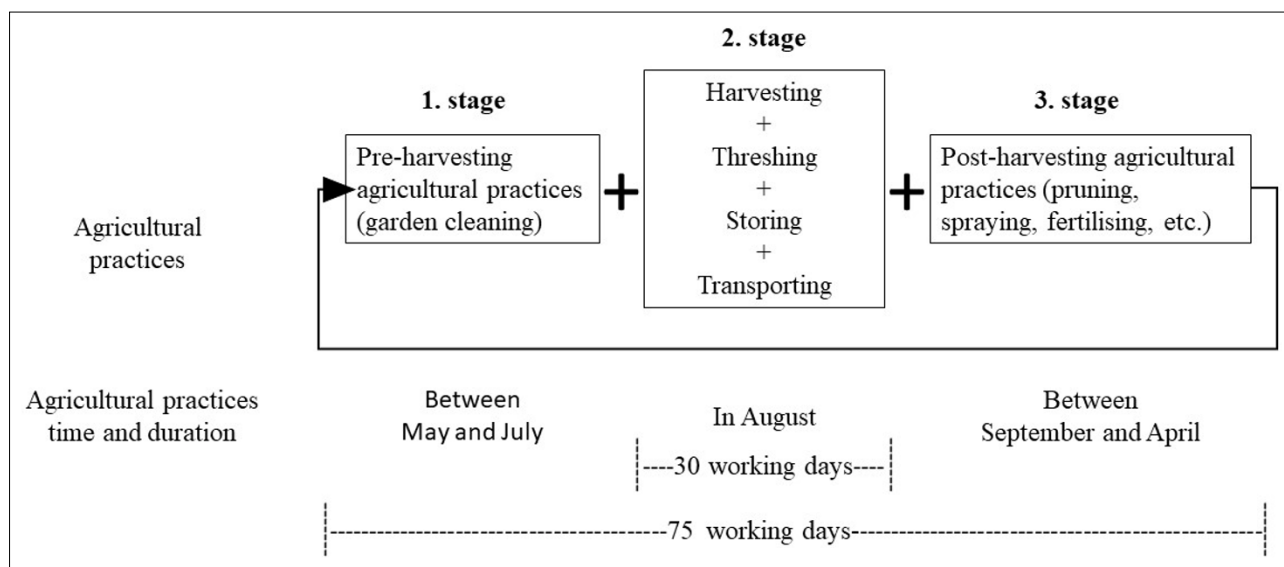 2. stage
1. stage
3. stage
Harvesting
+
Threshing
+
Storing
+
Transporting
Pre-harvesting
agricultural practices
(garden cleaning)
+
+
Post-harvesting agricultural
practices (pruning,
spraying, fertilising, etc.)
Agricultural
practices
Agricultural practices
time and duration
Between
May and July
In August
Between
September and April
30 working days
75 working days